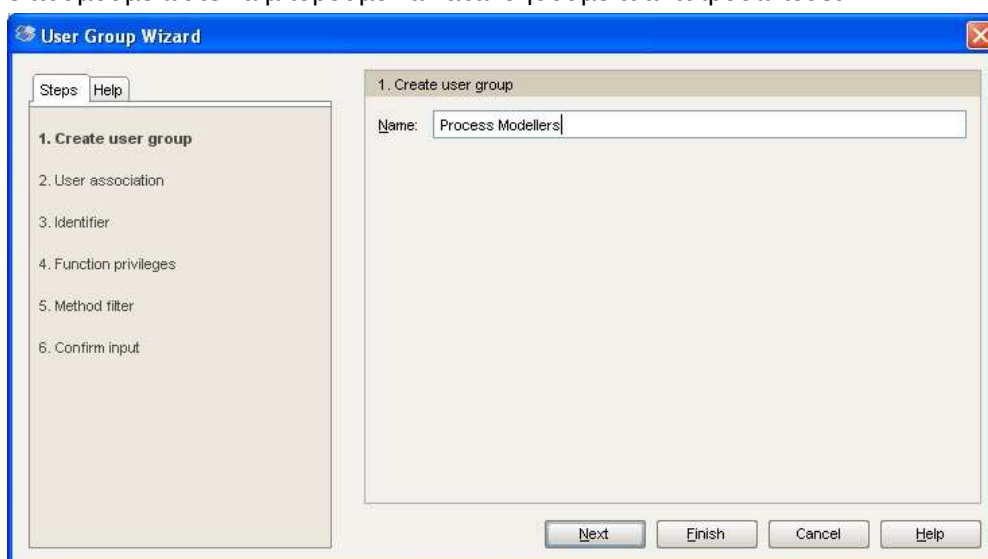 User Group Wizard
Steps Help
1. Create user group
2. User association
3. Identifier
4. Function privileges
5. Method filter
6. Confirm input
1. Create user group
Name: Process Modellers
Next Finish Cancel Help